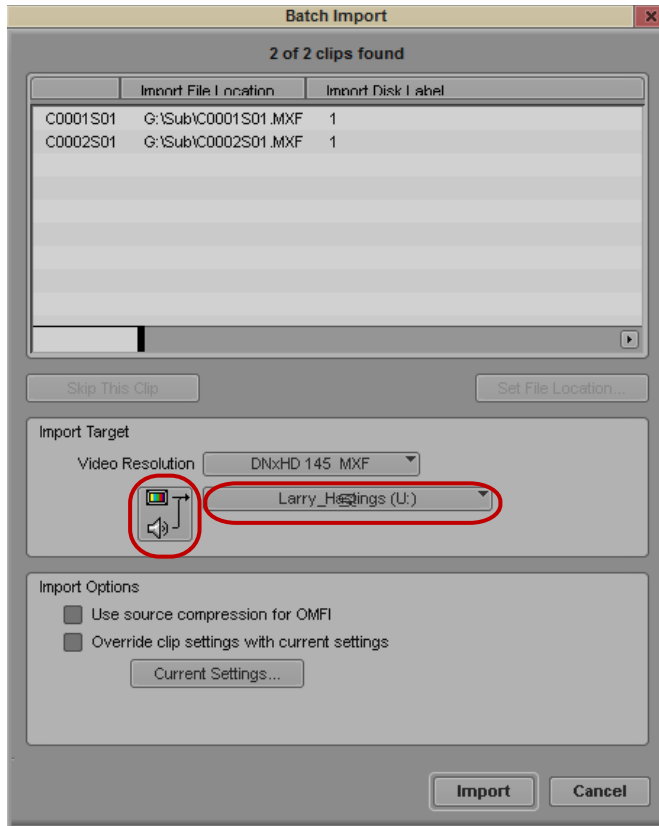 Batch Import
2 of 2 clips found
Import File Location Import Disk Label
C0001S01 G:\Sub\C0001S01.MXF 1
C0002S01 G:\Sub\C0002S01.MXF 1
Skip This Clip Set File Location...
Import Target
Video Resolution DNxHD 145 MXF
Larry_Hastings (U:)
Import Options
Use source compression for OMFI
Override clip settings with current settings
Current Settings...
Import Cancel